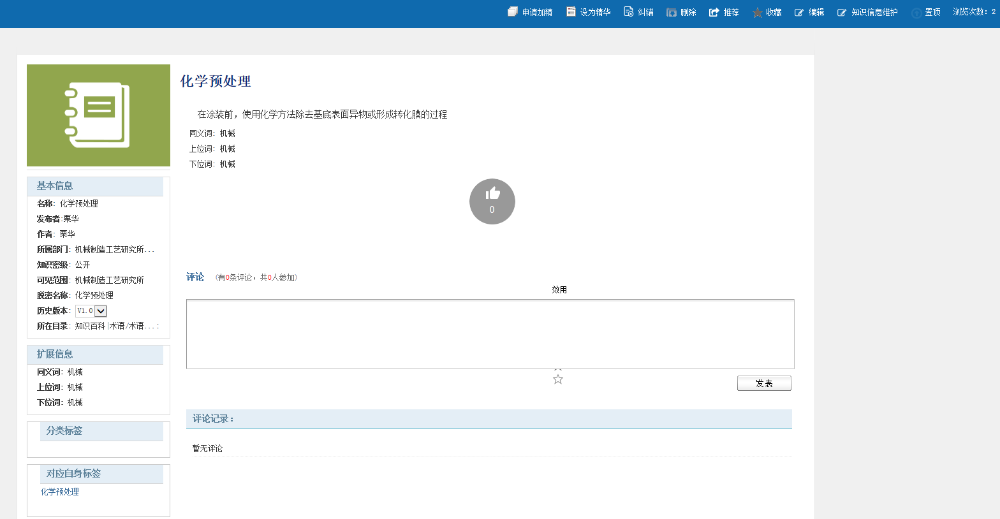 申请加精 设为精华 纠错 删除 推荐 收藏 编辑 知识信息维护 置顶 浏览次数：2
化学预处理
在涂装前，使用化学方法除去基底表面异物或形成转化膜的过程
同义词：机械
上位词：机械
下位词：机械
0
基本信息
名称：化学预处理
发布者:栗华
作者：栗华
所属部门：机械制造工艺研究所...
知识密级：公开
可见范围：机械制造工艺研究所
脱密名称：化学预处理
历史版本：V1.0
所在目录：知识百科|术语/术语...：
扩展信息
同义词：机械
上位词：机械
下位词：机械
分类标签
对应自身标签
化学预处理
评论 （有0条评论，共0人参加）
效用
发表
评论记录：
暂无评论